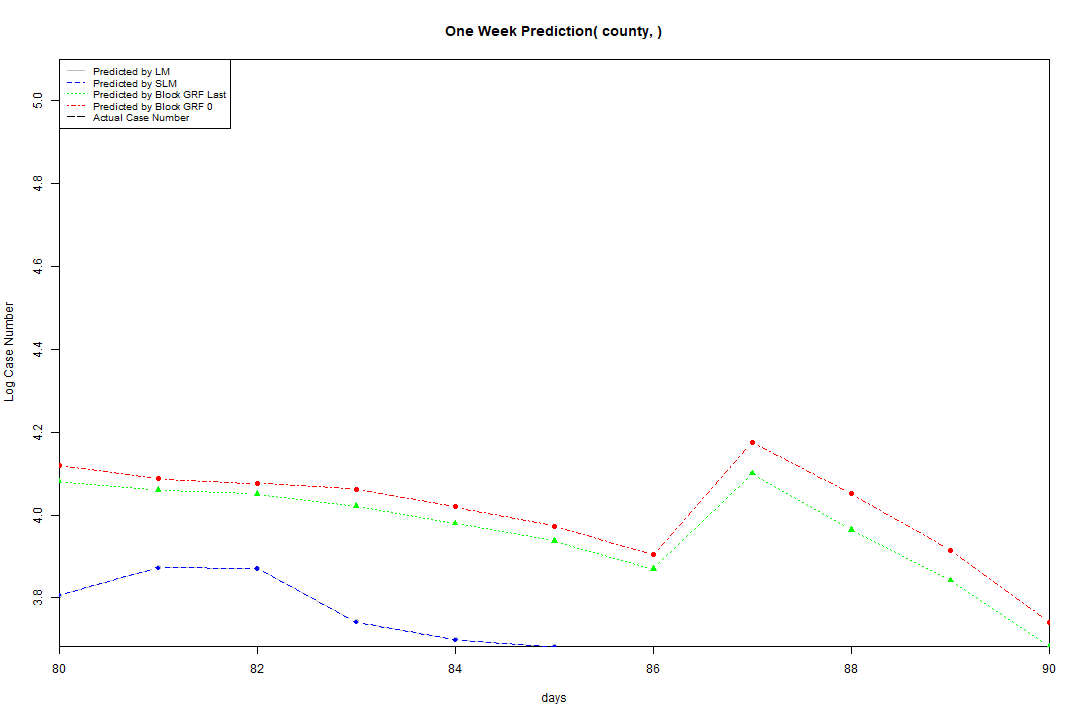 One Week Prediction( county, )
Predicted by LM
Predicted by SLM
Predicted by Block GRF Last
Predicted by Block GRF 0
Actual Case Number
5.0
4.8
4.6
4.4
4.2
4.0
3.8
Log Case Number
80 82 84 86 88 90
days